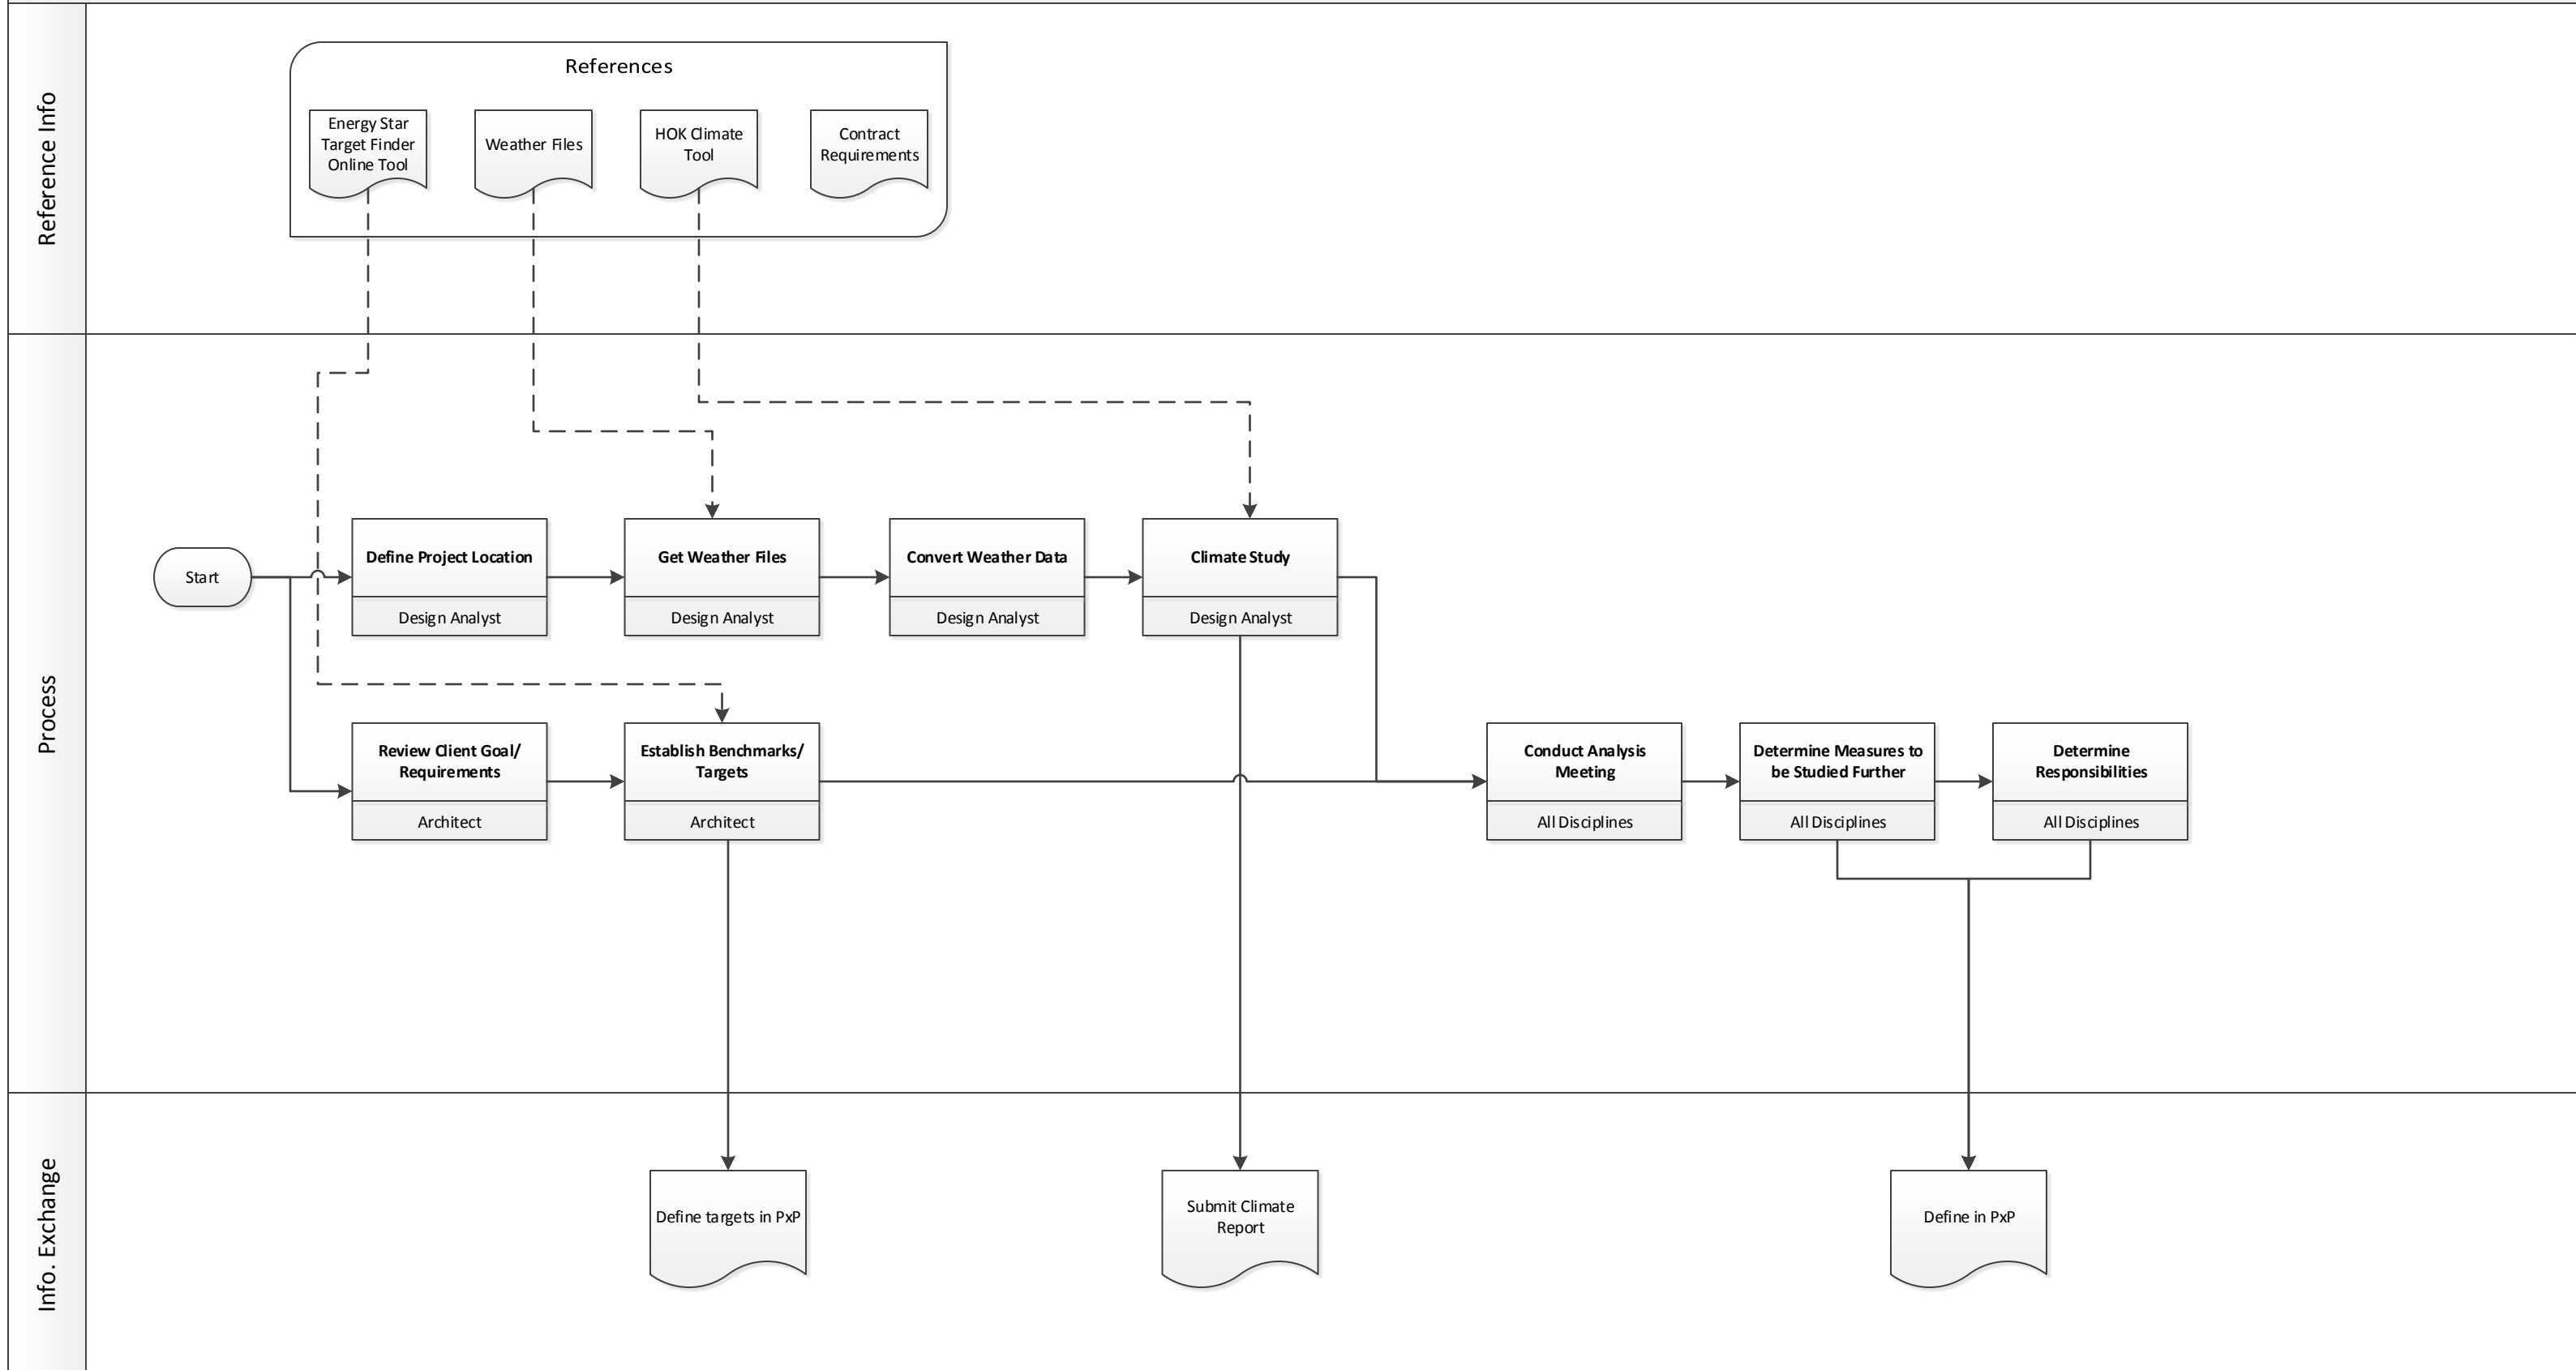 Reference Info
References
Energy Star
Target Finder
Online Tool
Weather Files
HOK Climate
Tool
Contract
Requirements
Process
Start
Define Project Location
Design Analyst
Get Weather Files
Design Analyst
Convert Weather Data
Design Analyst
Climate Study
Design Analyst
Review Client Goal/
Requirements
Architect
Establish Benchmarks/
Targets
Architect
Conduct Analysis
Meeting
All Disciplines
Determine Measures to
be Studied Further
All Disciplines
Determine
Responsibilities
All Disciplines
Info. Exchange
Define targets in PxP
Submit Climate
Report
Define in PxP